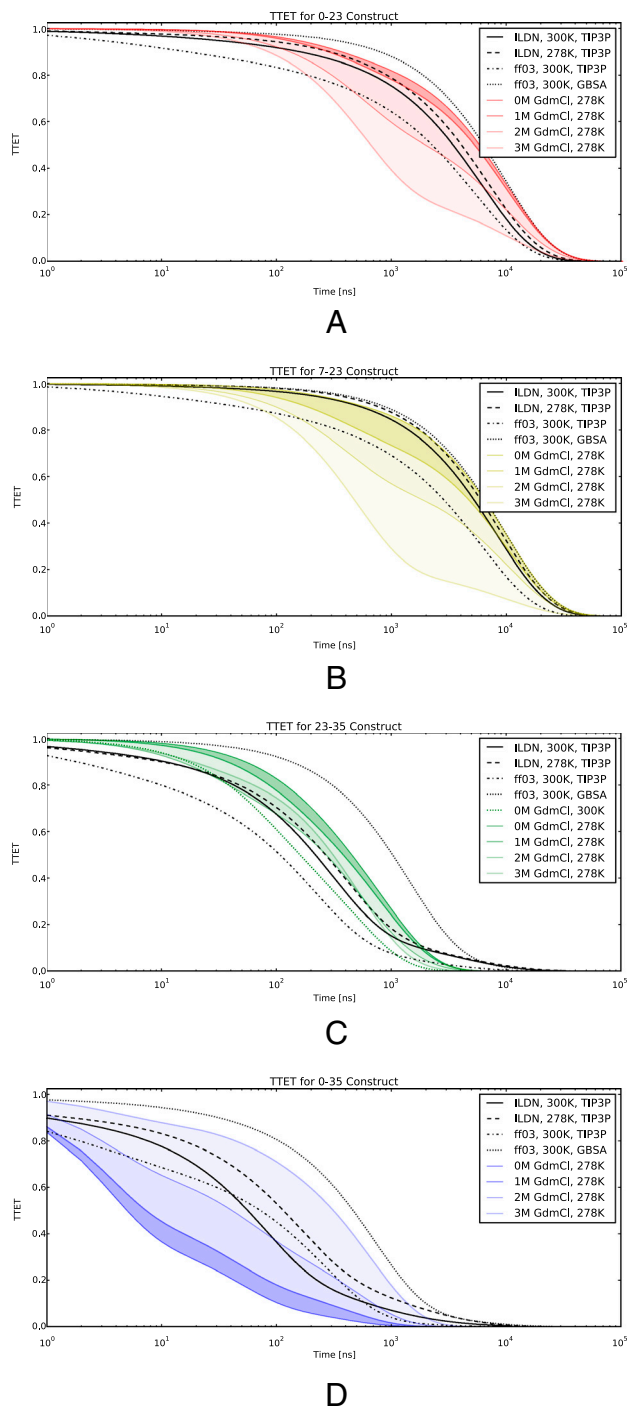 TTET for 0-23 Construct
1.0
0.8
0.6
0.4
0.2
0.0
TTET
ILDN, 300K, TIP3P
ILDN, 278K, TIP3P
ff03, 300K, TIP3P
ff03, 300K, GBSA
0M GdmCl, 278K
1M GdmCl, 278K
2M GdmCl, 278K
3M GdmCl, 278K
10^0 10^1 10^2 10^3 10^4 10^5
Time [ns]
A
TTET for 7-23 Construct
1.0
0.8
0.6
0.4
0.2
0.0
TTET
ILDN, 300K, TIP3P
ILDN, 278K, TIP3P
ff03, 300K, TIP3P
ff03, 300K, GBSA
0M GdmCl, 278K
1M GdmCl, 278K
2M GdmCl, 278K
3M GdmCl, 278K
10^0 10^1 10^2 10^3 10^4 10^5
Time [ns]
B
TTET for 23-35 Construct
1.0
0.8
0.6
0.4
0.2
0.0
TTET
ILDN, 300K, TIP3P
ILDN, 278K, TIP3P
ff03, 300K, TIP3P
ff03, 300K, GBSA
0M GdmCl, 300K
0M GdmCl, 278K
1M GdmCl, 278K
2M GdmCl, 278K
3M GdmCl, 278K
10^0 10^1 10^2 10^3 10^4 10^5
Time [ns]
C
TTET for 0-35 Construct
1.0
0.8
0.6
0.4
0.2
0.0
TTET
ILDN, 300K, TIP3P
ILDN, 278K, TIP3P
ff03, 300K, TIP3P
ff03, 300K, GBSA
0M GdmCl, 278K
1M GdmCl, 278K
2M GdmCl, 278K
3M GdmCl, 278K
10^0 10^1 10^2 10^3 10^4 10^5
Time [ns]
D